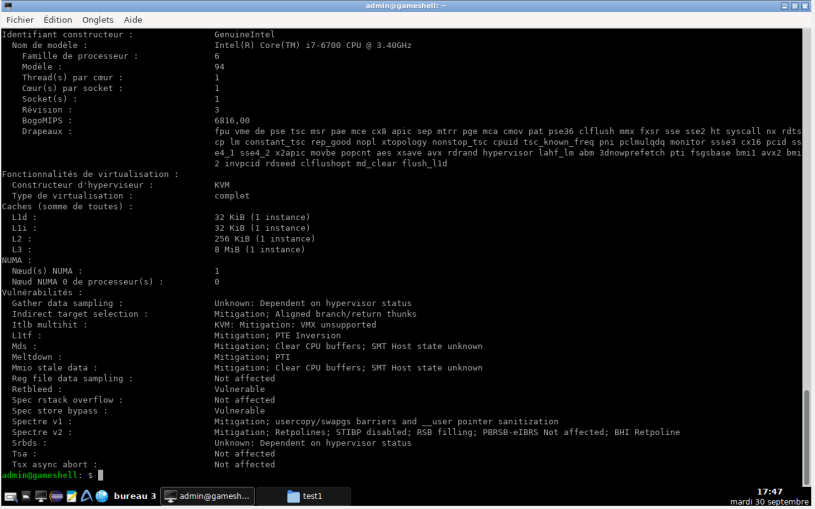 admin@gameshell: ~
Fichier Édition Onglets Aide
Identifiant constructeur : GenuineIntel
Nom de modèle : Intel(R) Core(TM) i7-6700 CPU @ 3.40GHz
Famille de processeur : 6
Modèle : 94
Thread(s) par cœur : 1
Cœur(s) par socket : 1
Socket(s) : 1
Révision : 3
BogoMIPS : 6816,00
Drapeaux : fpu vme de pse tsc msr pae mce cx8 apic sep mtrr pge mca cmov pat pse36 clflush mmx fxsr sse sse2 ht syscall nx rdts
cp lm constant_tsc rep_good nopl xtopology nonstop_tsc cpuid tsc_known_freq pni pclmulqdq monitor ssse3 cx16 pcid ss
e4_1 sse4_2 x2apic movbe popcnt aes xsave avx rdrand hypervisor lahf_lm abm 3dnowprefetch pti fsgsbase bmi1 avx2 bmi
2 invpcid rdseed clflushopt md_clear flush_l1d
Fonctionnalités de virtualisation :
Constructeur d'hyperviseur : KVM
Type de virtualisation : complet
Caches (somme de toutes) :
L1d : 32 KiB (1 instance)
L1i : 32 KiB (1 instance)
L2 : 256 KiB (1 instance)
L3 : 8 MiB (1 instance)
NUMA :
Nœud(s) NUMA : 1
Nœud NUMA 0 de processeur(s) : 0
Vulnérabilités :
Gather data sampling : Unknown: Dependent on hypervisor status
Indirect target selection : Mitigation; Aligned branch/return thunks
Itlb multihit : KVM: Mitigation: VMX unsupported
L1tf : Mitigation; PTE Inversion
Mds : Mitigation; Clear CPU buffers; SMT Host state unknown
Meltdown : Mitigation; PTI
Mmio stale data : Mitigation; Clear CPU buffers; SMT Host state unknown
Reg file data sampling : Not affected
Retbleed : Vulnerable
Spec rstack overflow : Not affected
Spec store bypass : Vulnerable
Spectre v1 : Mitigation; usercopy/swapgs barriers and __user pointer sanitization
Spectre v2 : Mitigation; Retpolines; STIBP disabled; RSB filling; PBRSB-eIBRS Not affected; BHI Retpoline
Srbds : Unknown: Dependent on hypervisor status
Tsa : Not affected
Tsx async abort : Not affected
admin@gameshell: $
bureau 3 admin@gamesh... test1 17:47
mardi 30 septembre